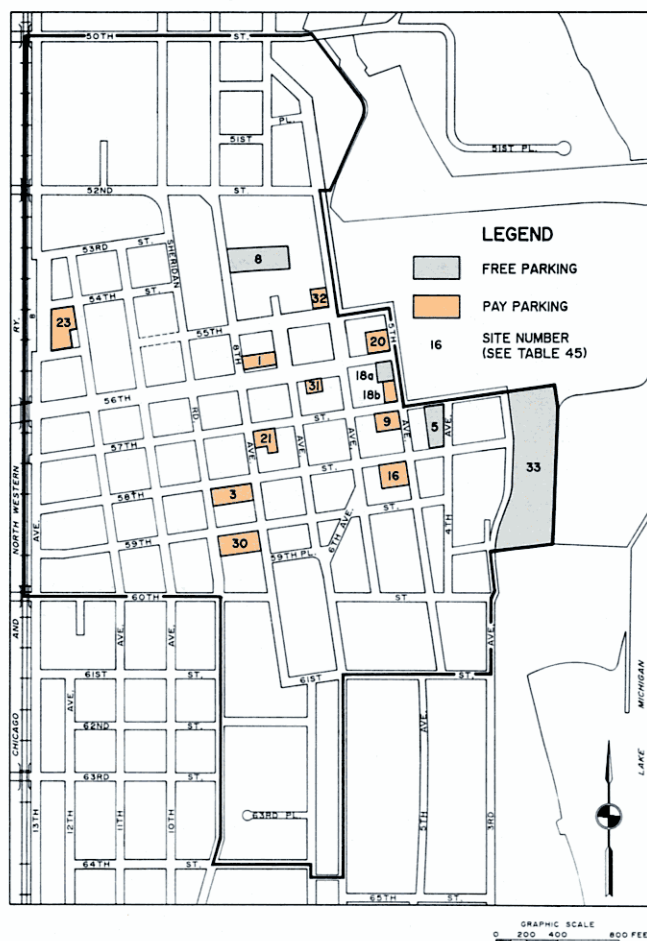 50TH ST.
PL.
51ST
51ST PL.
52ND ST.
LEGEND
FREE PARKING
PAY PARKING
16 SITE NUMBER
(SEE TABLE 45)
53RD ST.
SHERIDAN
RD.
8
54TH ST.
32
23
RY.
55TH
8TH
AVE.
1
20
5TH
AVE.
18a
18b
31
56TH ST.
9
5
AVE.
21
AVE.
AVE.
57TH ST.
33
16
3
58TH ST.
NORTH WESTERN
AVE.
30
59TH
59TH PL.
6TH AVE.
4TH
60TH ST.
AND
AVE.
AVE.
AVE.
61ST ST.
61ST ST.
LAKE MICHIGAN
AVE.
AVE.
62ND ST.
CHICAGO
63RD ST.
63RD PL.
13TH
12TH
11TH
10TH
5TH
3RD
64TH ST.
65TH ST.
GRAPHIC SCALE
0 200 400 800 FEE